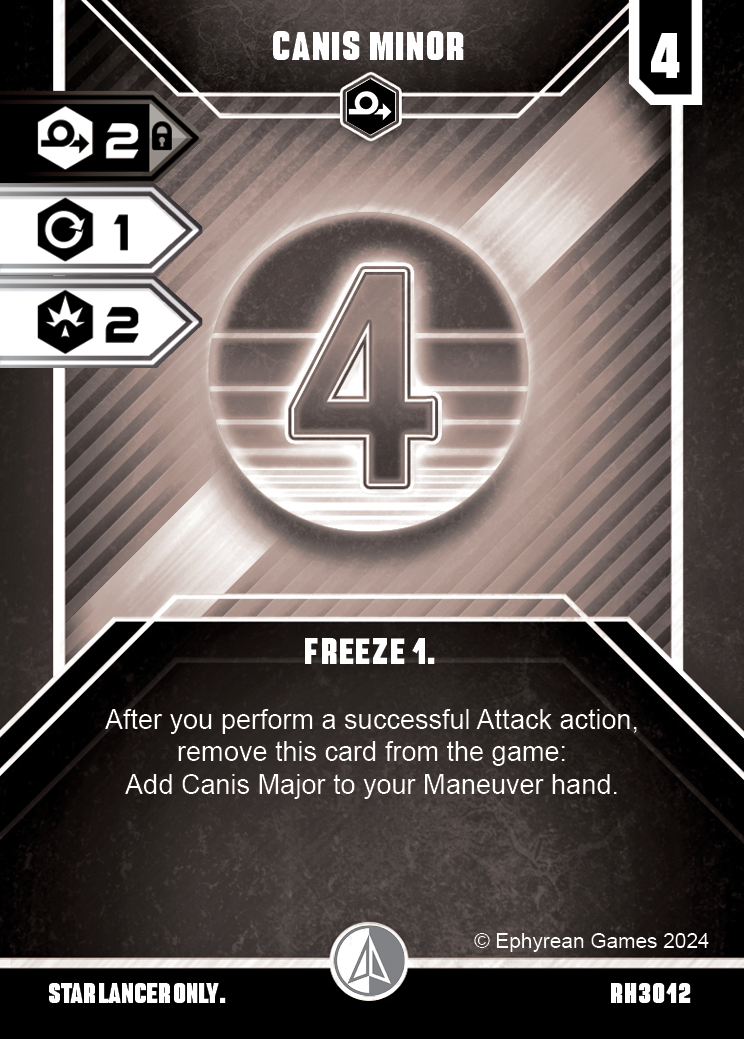 CANIS MINOR
4
2
1
2
4
FREEZE 1.
After you perform a successful Attack action,
remove this card from the game:
Add Canis Major to your Maneuver hand.
© Ephyrean Games 2024
STAR LANCER ONLY.
RH3012